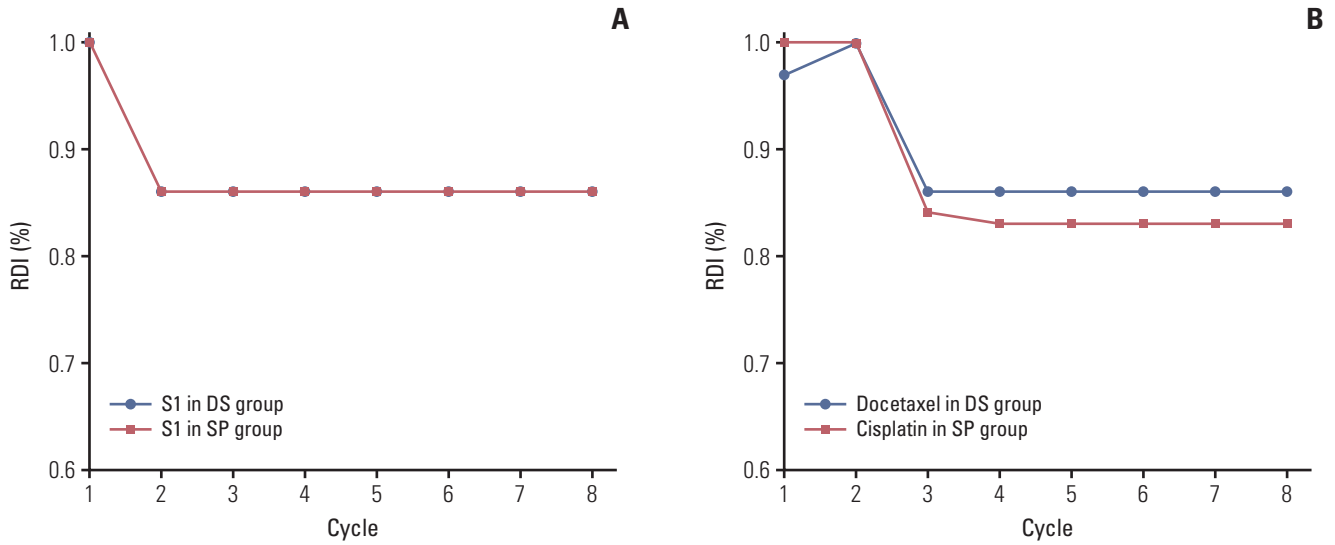 A
1.0
0.9
0.8
0.7
0.6
RDI (%)
S1 in DS group
S1 in SP group
1 2 3 4 5 6 7 8
Cycle
B
1.0
0.9
0.8
0.7
0.6
RDI (%)
Docetaxel in DS group
Cisplatin in SP group
1 2 3 4 5 6 7 8
Cycle